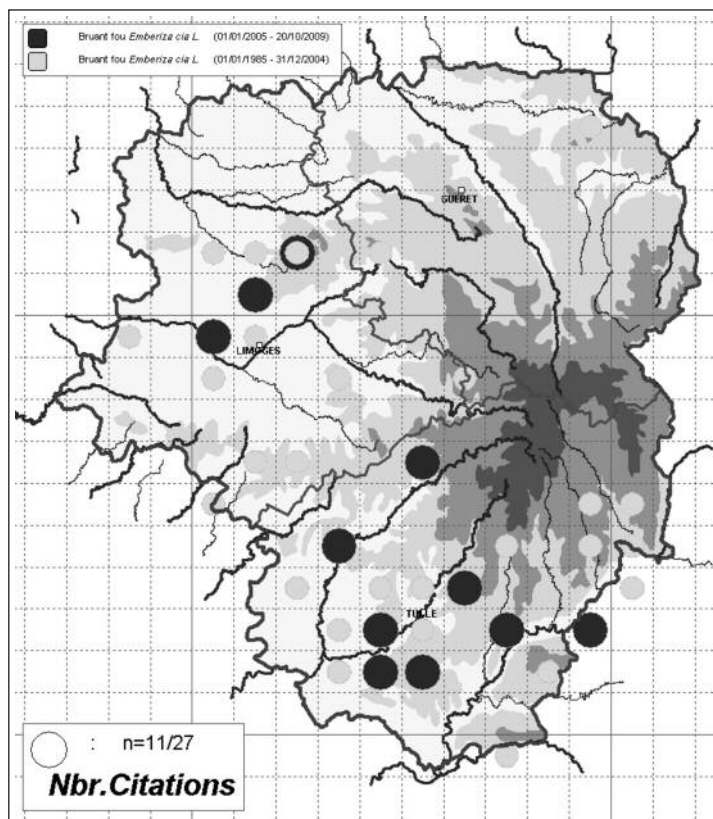 Bruant fou Emberiza cia L. (01/01/2005 - 20/10/2009)
Bruant fou Emberiza cia L. (01/01/1985 - 31/12/2004)
GUERET
LIMOGES
TULLE
: n=11/27
Nbr.Citations